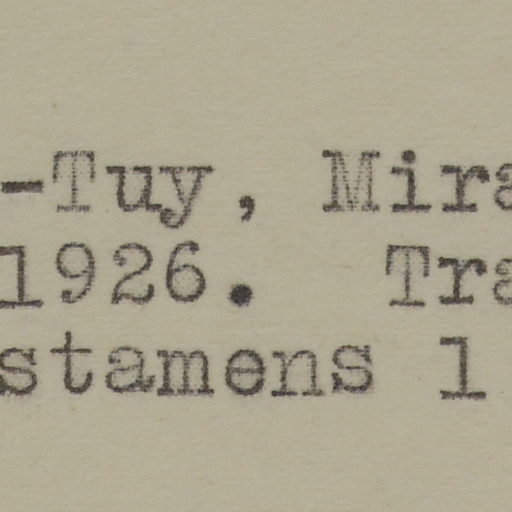 -Tuy, Mira
1926. Tra
stamens 1